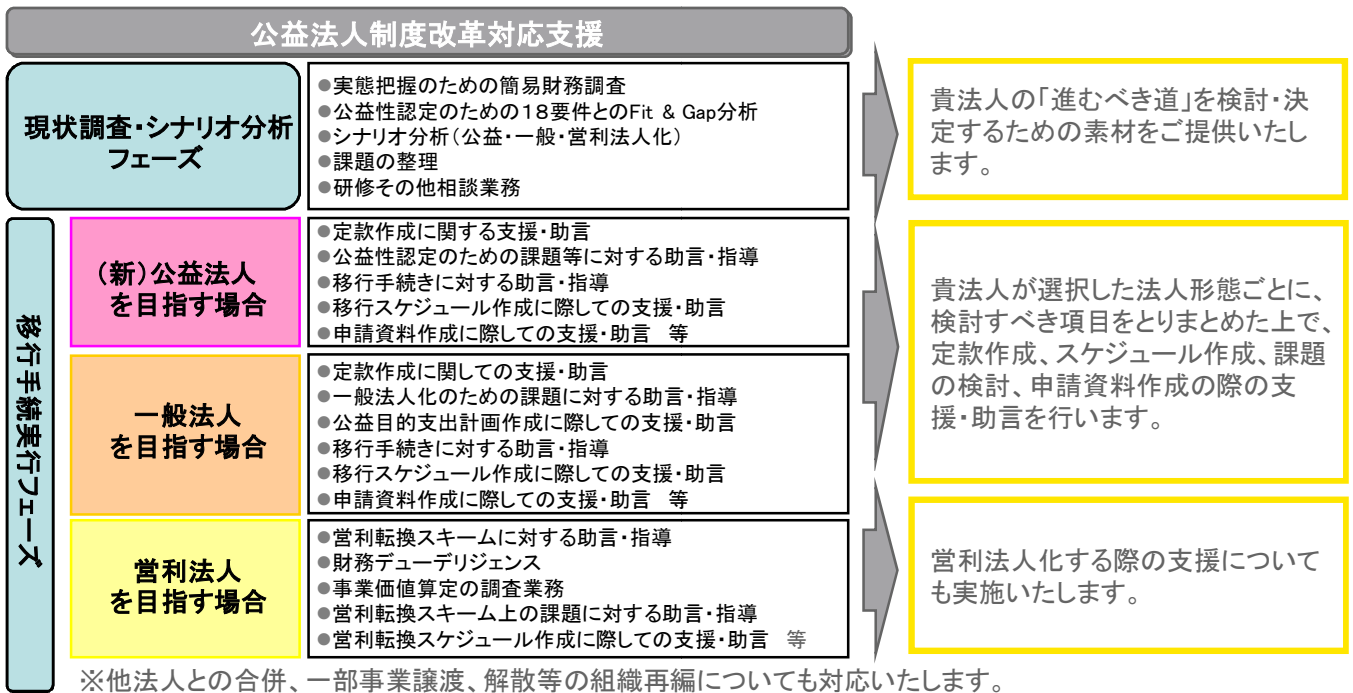 公益法人制度改革対応支援
現状調査・シナリオ分析
フェーズ
●実態把握のための簡易財務調査
●公益性認定のための18要件とのFit & Gap分析
●シナリオ分析(公益・一般・営利法人化)
●課題の整理
●研修その他相談業務
貴法人の「進むべき道」を検討・決
定するための素材をご提供いたし
ます。
移行手続実行フェーズ
(新)公益法人
を目指す場合
●定款作成に関する支援・助言
●公益性認定のための課題等に対する助言・指導
●移行手続きに対する助言・指導
●移行スケジュール作成に際しての支援・助言
●申請資料作成に際しての支援・助言 等
一般法人
を目指す場合
●定款作成に関しての支援・助言
●一般法人化のための課題に対する助言・指導
●公益目的支出計画作成に際しての支援・助言
●移行手続きに対する助言・指導
●移行スケジュール作成に際しての支援・助言
●申請資料作成に際しての支援・助言 等
貴法人が選択した法人形態ごとに、
検討すべき項目をとりまとめた上で、
定款作成、スケジュール作成、課題
の検討、申請資料作成の際の支
援・助言を行います。
営利法人
を目指す場合
●営利転換スキームに対する助言・指導
●財務デューデリジェンス
●事業価値算定の調査業務
●営利転換スキーム上の課題に対する助言・指導
●営利転換スケジュール作成に際しての支援・助言 等
営利法人化する際の支援について
も実施いたします。
※他法人との合併、一部事業譲渡、解散等の組織再編についても対応いたします。